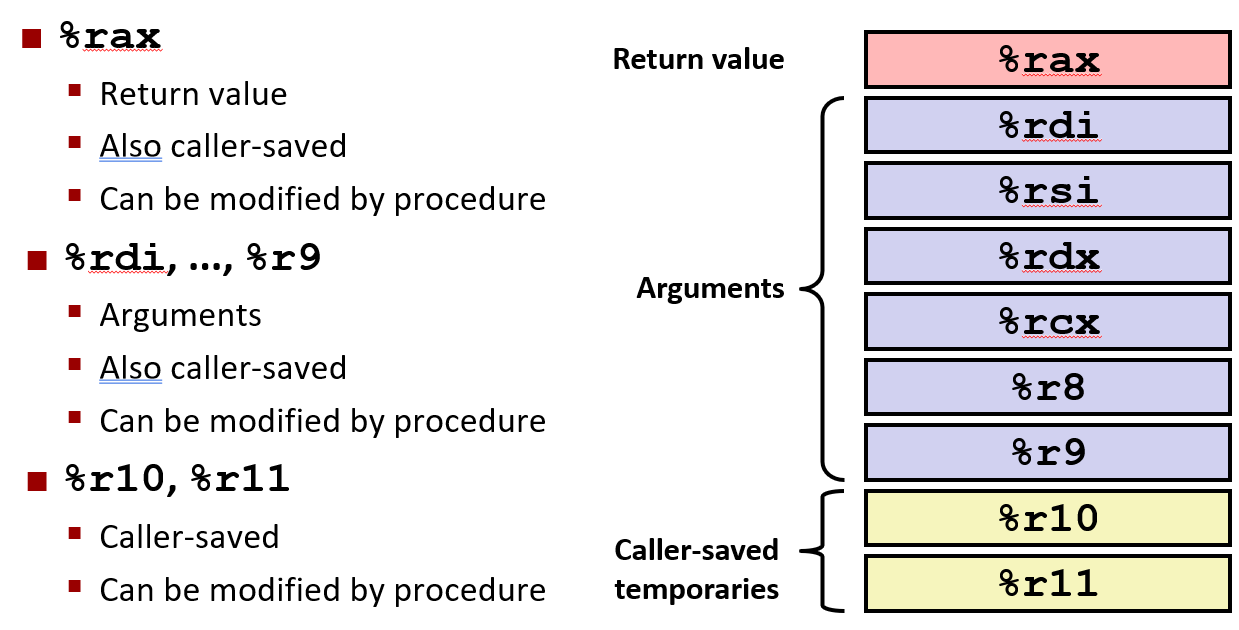 %rax
Return value
Also caller-saved
Can be modified by procedure
%rdi, ..., %r9
Arguments
Also caller-saved
Can be modified by procedure
%r10, %r11
Caller-saved
Can be modified by procedure
Return value
%rax
Arguments
%rdi
%rsi
%rdx
%rcx
%r8
%r9
Caller-saved
temporaries
%r10
%r11